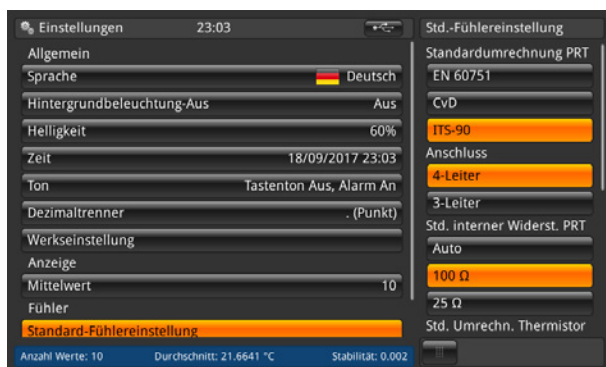 Einstellungen 23:03
Allgemein
Sprache Deutsch
Hintergrundbeleuchtung-Aus Aus
Helligkeit 60%
Zeit 18/09/2017 23:03
Ton Tastenton Aus, Alarm An
Dezimaltrenner . (Punkt)
Werkseinstellung
Anzeige
Mittelwert 10
Fühler
Standard-Fühlereinstellung
Anzahl Werte: 10 Durchschnitt: 21.6641 °C Stabilität: 0.002
Std.-Fühlereinstellung
Standardumrechnung PRT
EN 60751
CvD
ITS-90
Anschluss
4-Leiter
3-Leiter
Std. interner Widerst. PRT
Auto
100 Ω
25 Ω
Std. Umrechn. Thermistor